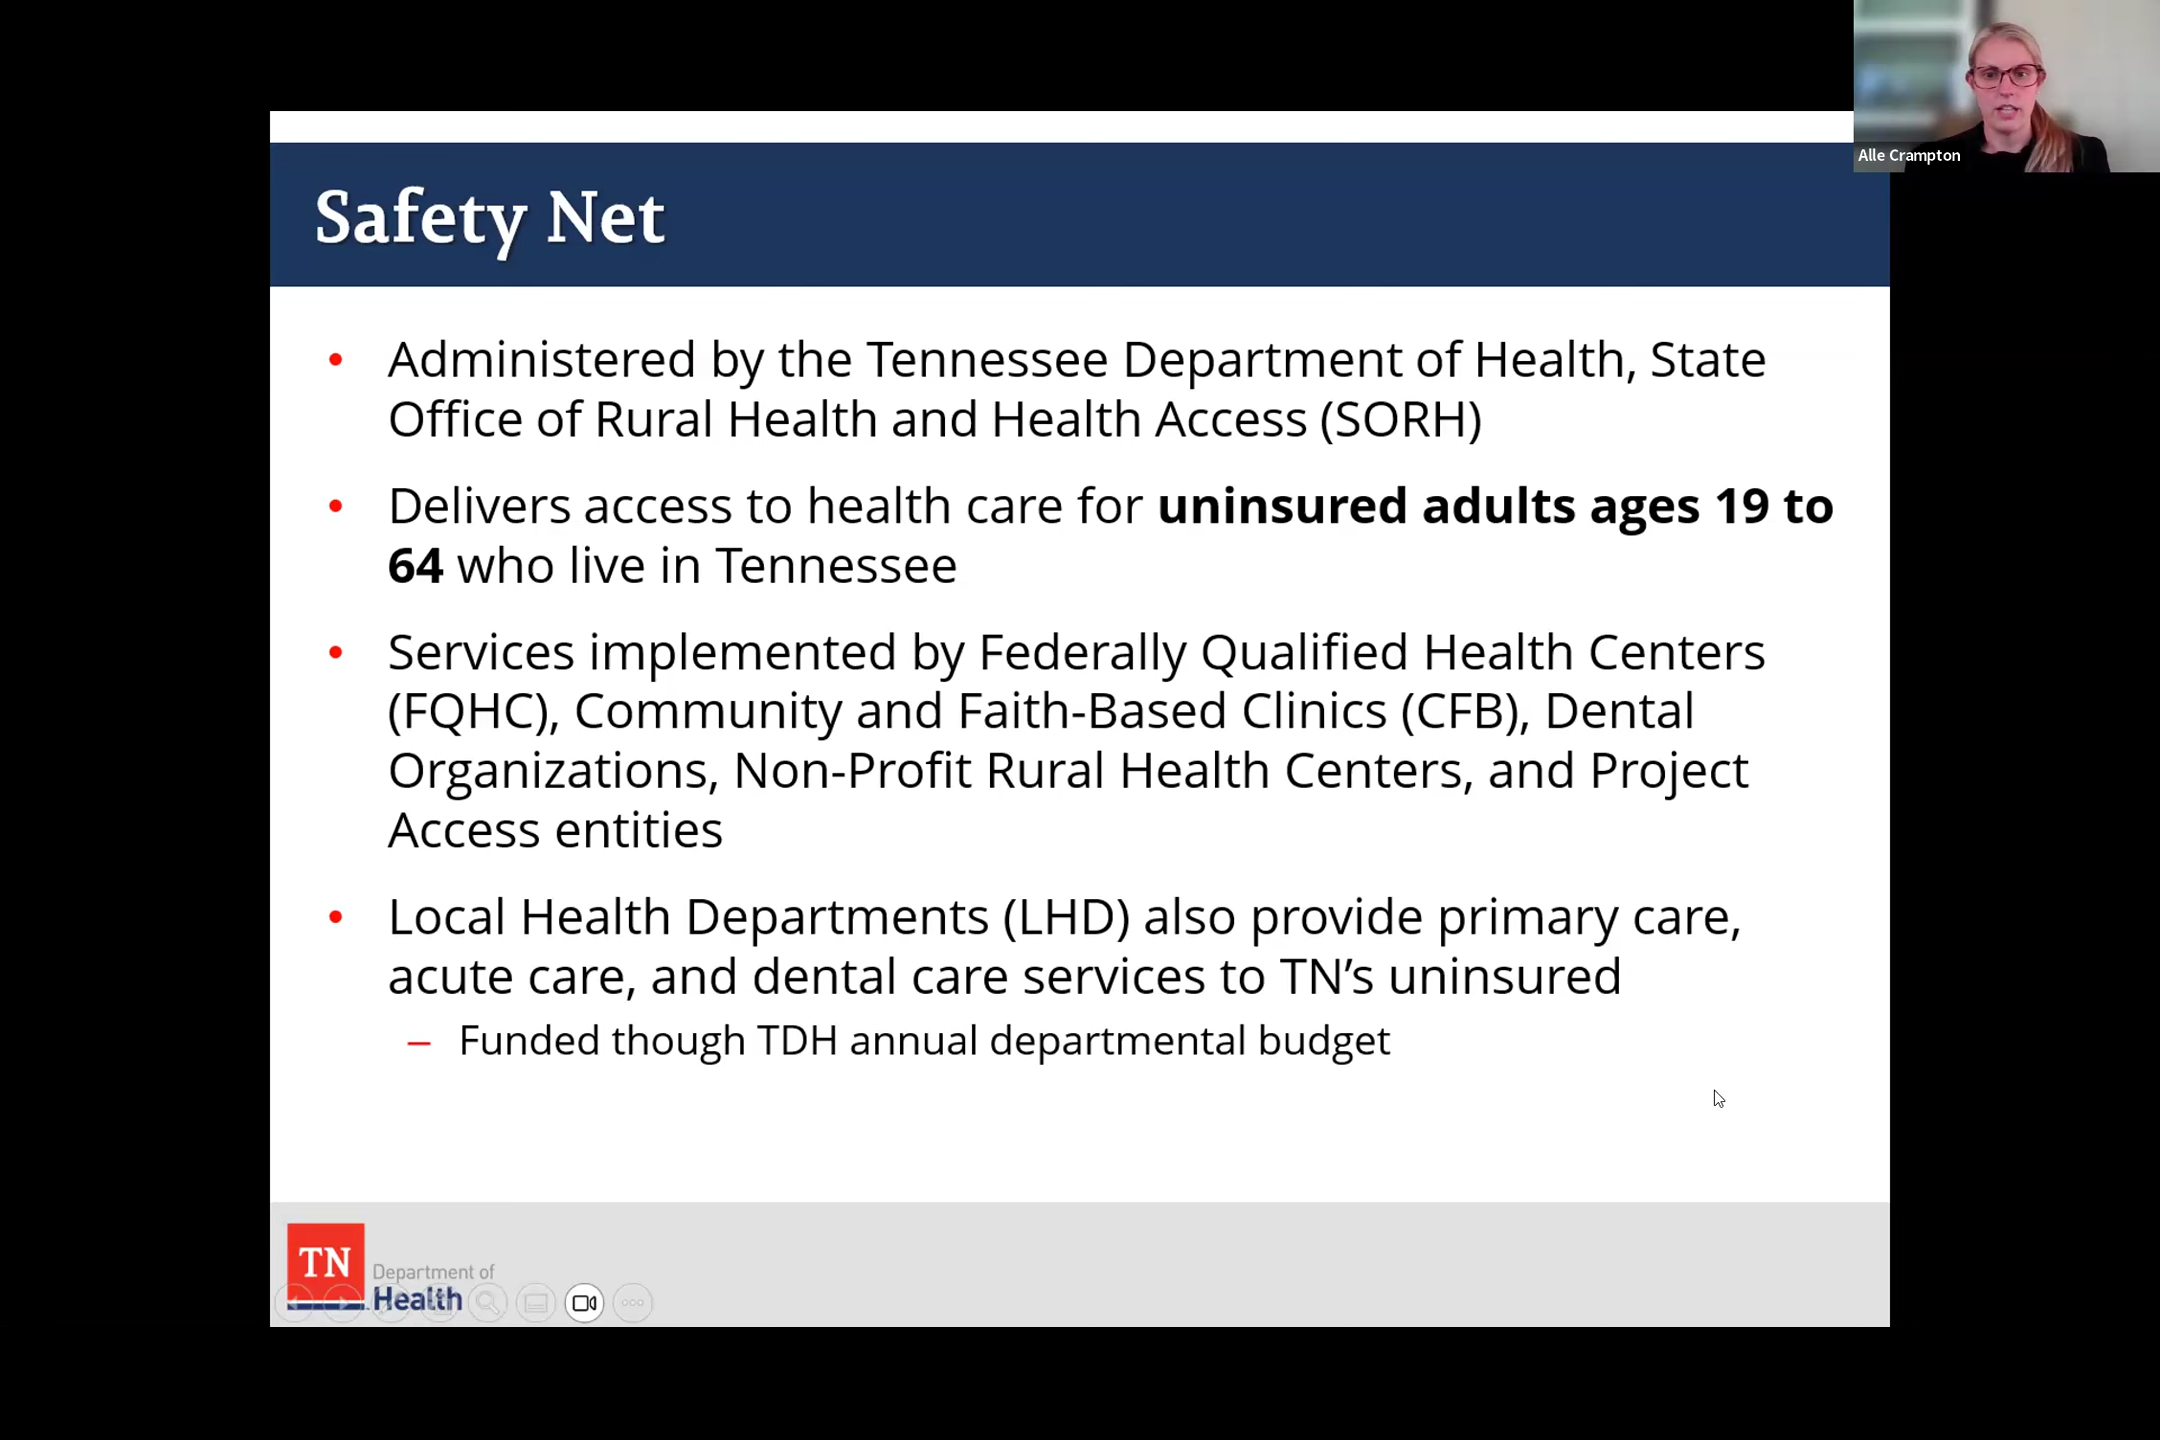 Alle Crampton
Safety Net
• Administered by the Tennessee Department of Health, State
Office of Rural Health and Health Access (SORH)
• Delivers access to health care for uninsured adults ages 19 to
64 who live in Tennessee
• Services implemented by Federally Qualified Health Centers
(FQHC), Community and Faith-Based Clinics (CFB), Dental
Organizations, Non-Profit Rural Health Centers, and Project
Access entities
• Local Health Departments (LHD) also provide primary care,
acute care, and dental care services to TN’s uninsured
– Funded though TDH annual departmental budget
TN
Department of
Health